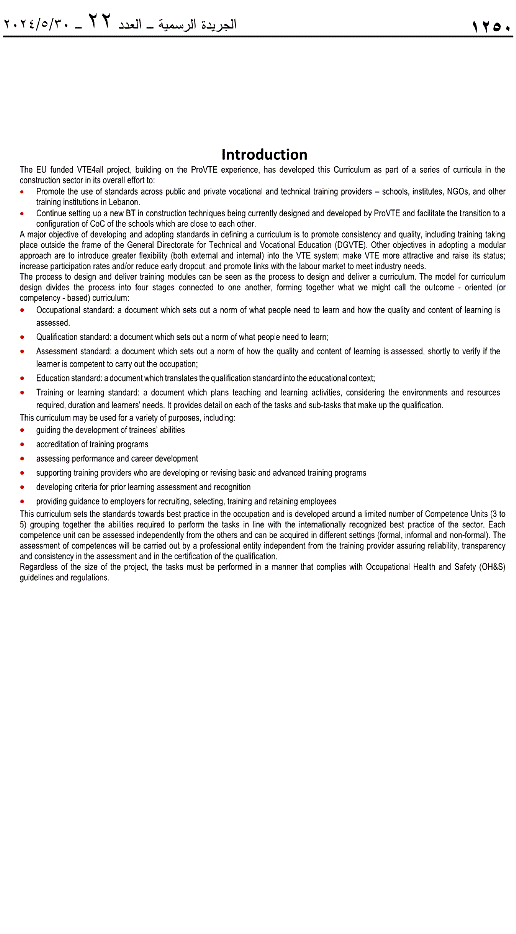 ١٢٥٠
الجريدة الرسمية ــ العدد ٢٢ ــ ٢٠٢٤/٥/٣٠
Introduction
The EU funded VTE4all project, building on the ProVTE experience, has developed this Curriculum as part of a series of curricula in the
construction sector in its overall effort to:
• Promote the use of standards across public and private vocational and technical training providers – schools, institutes, NGOs, and other
training institutions in Lebanon.
• Continue setting up a new BT in construction techniques being currently designed and developed by ProVTE and facilitate the transition to a
configuration of CoC of the schools which are close to each other.
A major objective of developing and adopting standards in defining a curriculum is to promote consistency and quality, including training taking
place outside the frame of the General Directorate for Technical and Vocational Education (DGVTE). Other objectives in adopting a modular
approach are to introduce greater flexibility (both external and internal) into the VTE system; make VTE more attractive and raise its status;
increase participation rates and/or reduce early dropout; and promote links with the labour market to meet industry needs.
The process to design and deliver training modules can be seen as the process to design and deliver a curriculum. The model for curriculum
design divides the process into four stages connected to one another, forming together what we might call the outcome - oriented (or
competency - based) curriculum:
• Occupational standard: a document which sets out a norm of what people need to learn and how the quality and content of learning is
assessed.
• Qualification standard: a document which sets out a norm of what people need to learn;
• Assessment standard: a document which sets out a norm of how the quality and content of learning is assessed, shortly to verify if the
learner is competent to carry out the occupation;
• Education standard: a document which translates the qualification standard into the educational context;
• Training or learning standard: a document which plans teaching and learning activities, considering the environments and resources
required, duration and learners' needs. It provides detail on each of the tasks and sub-tasks that make up the qualification.
This curriculum may be used for a variety of purposes, including:
• guiding the development of trainees' abilities
• accreditation of training programs
• assessing performance and career development
• supporting training providers who are developing or revising basic and advanced training programs
• developing criteria for prior learning assessment and recognition
• providing guidance to employers for recruiting, selecting, training and retaining employees
This curriculum sets the standards towards best practice in the occupation and is developed around a limited number of Competence Units (3 to
5) grouping together the abilities required to perform the tasks in line with the internationally recognized best practice of the sector. Each
competence unit can be assessed independently from the others and can be acquired in different settings (formal, informal and non-formal). The
assessment of competences will be carried out by a professional entity independent from the training provider assuring reliability, transparency
and consistency in the assessment and in the certification of the qualification.
Regardless of the size of the project, the tasks must be performed in a manner that complies with Occupational Health and Safety (OH&S)
guidelines and regulations.